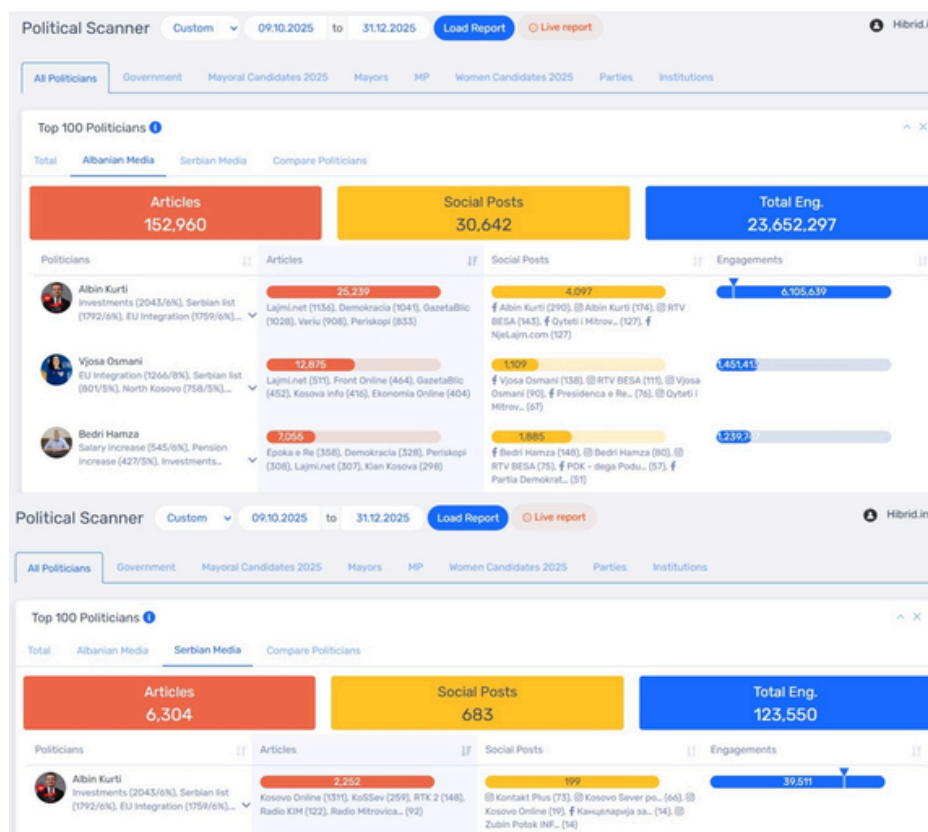 Political Scanner Custom 09.10.2025 to 31.12.2025 Load Report Live report Hibrid.i
All Politicians Government Mayoral Candidates 2025 Mayors MP Women Candidates 2025 Parties Institutions
Top 100 Politicians
Total Albanian Media Serbian Media Compare Politicians
Articles Social Posts Total Eng.
152,960 30,642 23,652,297
Politicians Articles Social Posts Engagements
Albin Kurti
Investments (2043/6%), Serbian list
(1792/6%), EU Integration (1759/6%)...
25,239
Lajmi.net (1136), Demokracia (1041), GazetaBlic
(1028), Veriu (908), Periskopi (833)
4,097
Albin Kurti (290), Albin Kurti (174), RTV
BESA (143), Qyteti i Mitrov... (127),
NjeLajm.com (127)
6,105,639
Vjosa Osmani
EU Integration (1266/8%), Serbian list
(801/5%), North Kosovo (758/5%),...
12,875
Lajmi.net (511), Front Online (464), GazetaBlic
(452), Kosova info (416), Ekonomia Online (404)
1,109
Vjosa Osmani (138), RTV BESA (111), Vjosa
Osmani (90), Presidenca e Re... (76), Qyteti i
Mitrov... (67)
Bedri Hamza
Salary increase (545/6%), Pension
increase (427/5%), Investments...
7,055
Epoka e Re (358), Demokracia (328), Periskopi
(308), Lajmi.net (307), Klan Kosova (298)
1,885
Bedri Hamza (148), Bedri Hamza (80),
RTV BESA (75), PDK - dega Podu... (57),
Partia Demokrat... (51)
Political Scanner Custom 09.10.2025 to 31.12.2025 Load Report Live report Hibrid.in
All Politicians Government Mayoral Candidates 2025 Mayors MP Women Candidates 2025 Parties Institutions
Top 100 Politicians
Total Albanian Media Serbian Media Compare Politicians
Articles Social Posts Total Eng.
6,304 683 123,550
Politicians Articles Social Posts Engagements
Albin Kurti
Investments (2043/6%), Serbian list
(1792/6%), EU Integration (1759/6%)...
2,252
Kosovo Online (1311), KoSSev (259), RTK 2 (148),
Radio KIM (122), Radio Mitrovica... (92)
199
Kontakt Plus (73), Kosovo Sever po... (66),
Kosovo Online (19), Канцеларија за... (14),
Zubin Potok INF... (14)
39,511